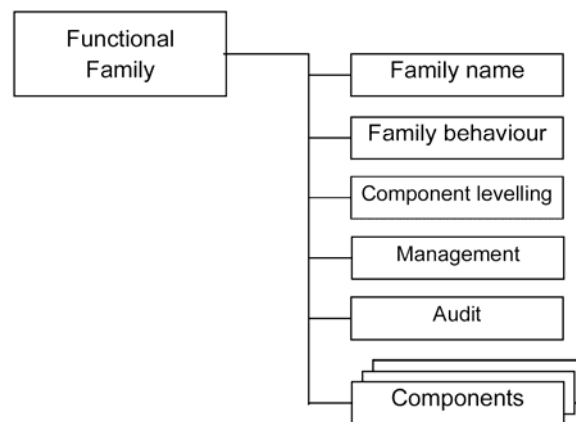 Functional
Family
Family name
Family behaviour
Component levelling
Management
Audit
Components